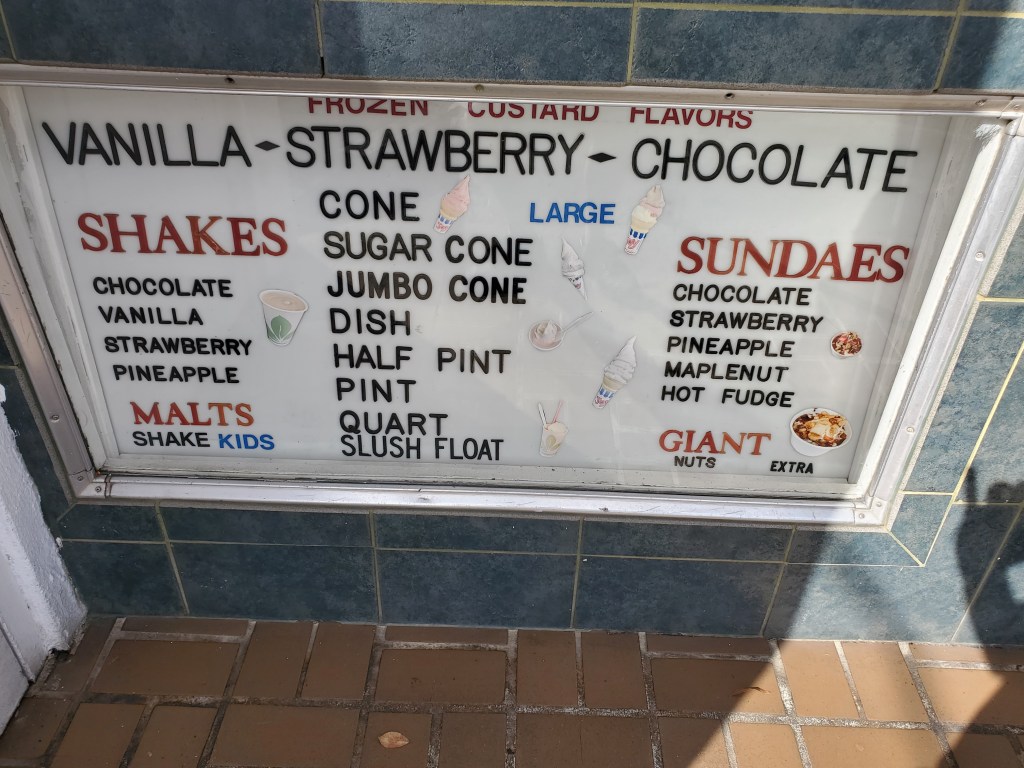 FROZEN CUSTARD FLAVORS
VANILLA - STRAWBERRY - CHOCOLATE
SHAKES
CHOCOLATE
VANILLA
STRAWBERRY
PINEAPPLE
MALTS
SHAKE KIDS
CONE
LARGE
SUGAR CONE
JUMBO CONE
DISH
HALF PINT
PINT
QUART
SLUSH FLOAT
SUNDAES
CHOCOLATE
STRAWBERRY
PINEAPPLE
MAPLENUT
HOT FUDGE
GIANT
NUTS EXTRA